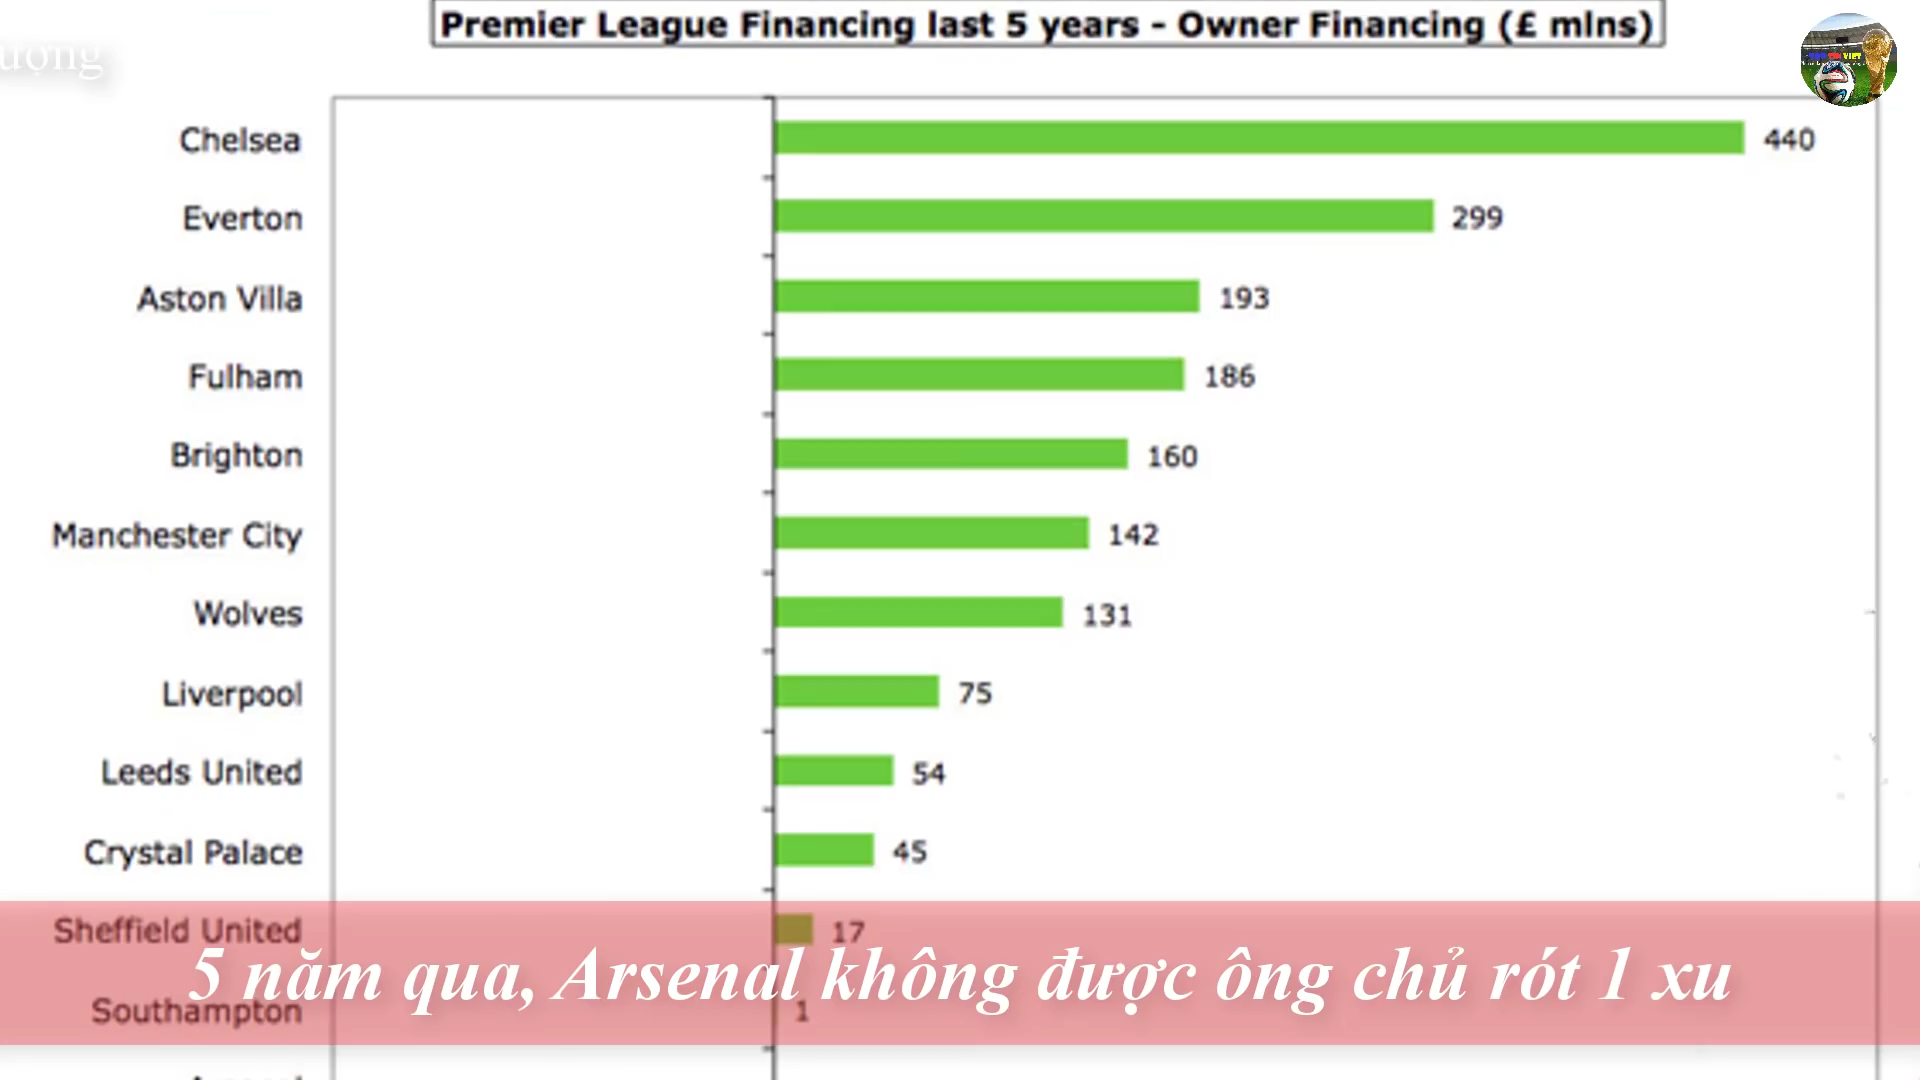 Premier League Financing last 5 years - Owner Financing (£ mlns)
Chelsea 440
Everton 299
Aston Villa 193
Fulham 186
Brighton 160
Manchester City 142
Wolves 131
Liverpool 75
Leeds United 54
Crystal Palace 45
Sheffield United 17
5 năm qua, Arsenal không được ông chủ rót 1 xu
Southampton 1